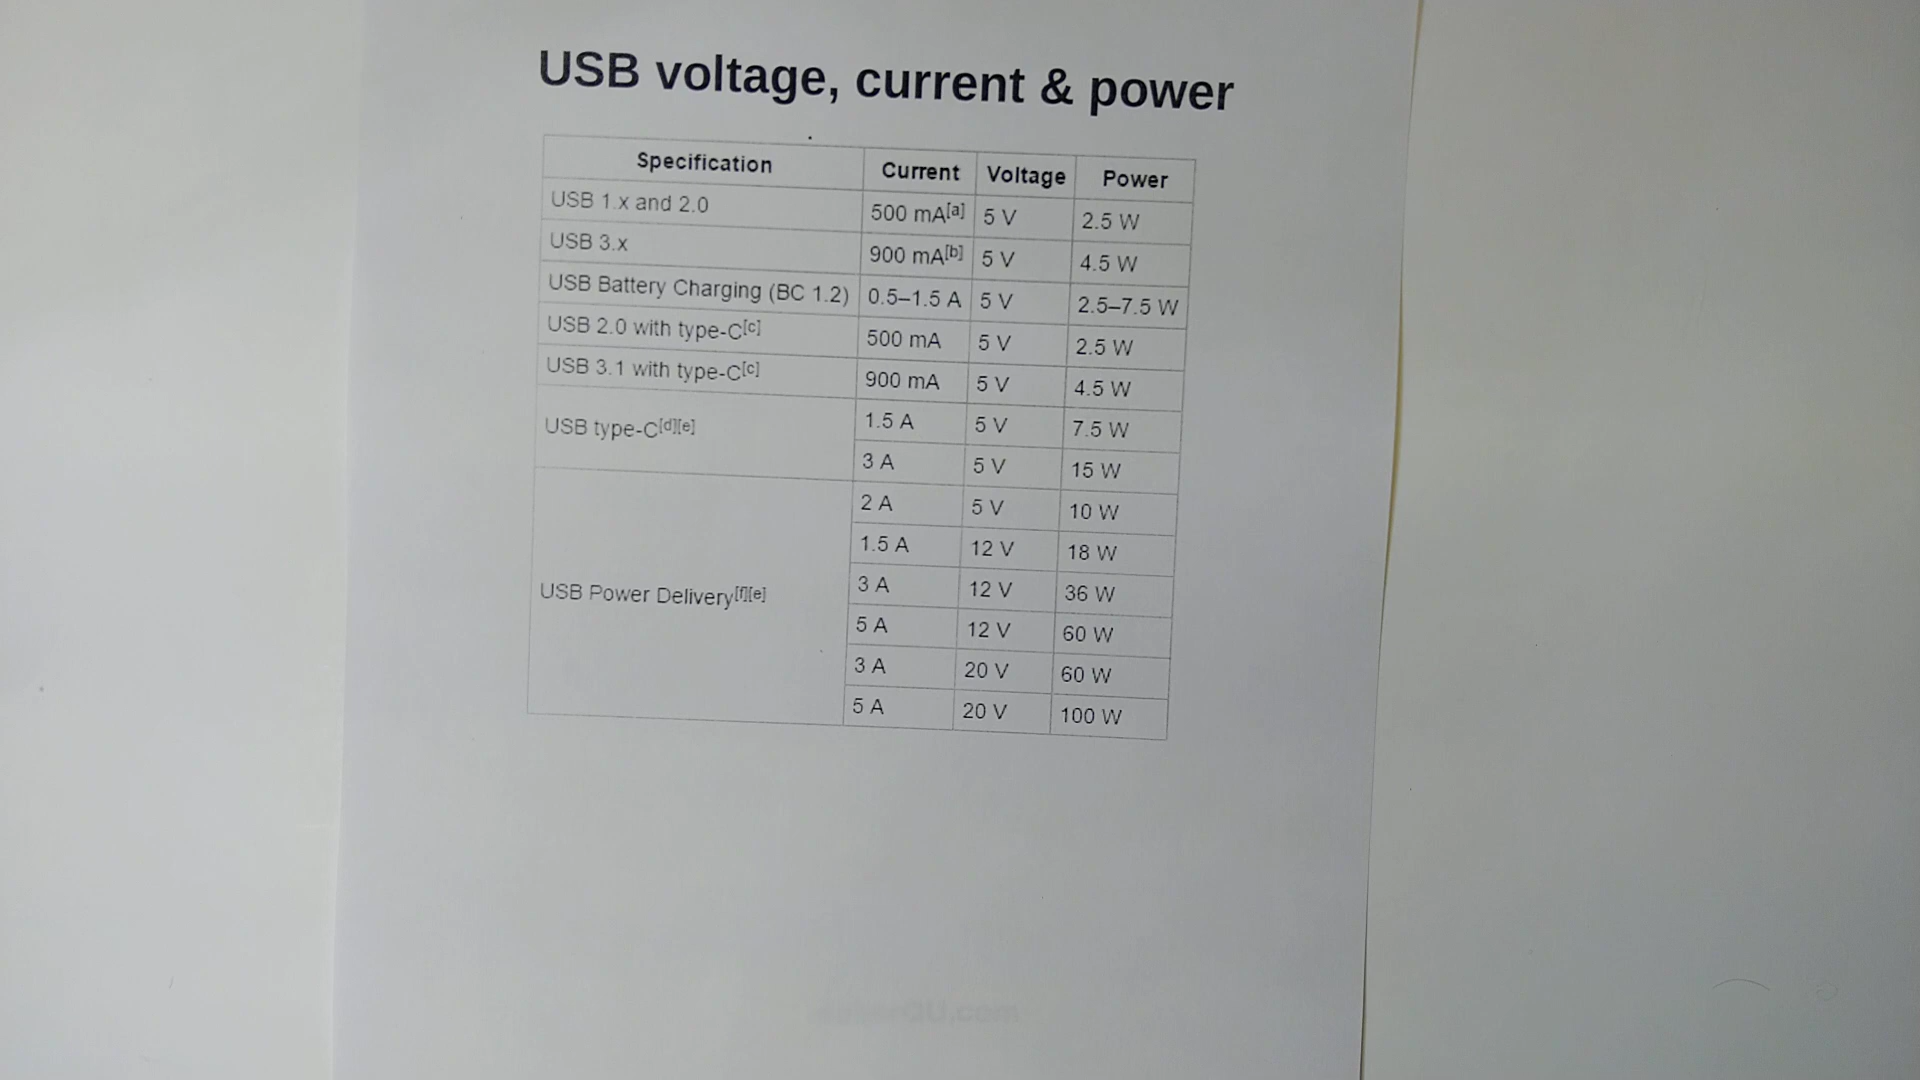 USB voltage, current & power
Specification Current Voltage Power
USB 1.x and 2.0 500 mA[a] 5 V 2.5 W
USB 3.x 900 mA[b] 5 V 4.5 W
USB Battery Charging (BC 1.2) 0.5–1.5 A 5 V 2.5–7.5 W
USB 2.0 with type-C[c] 500 mA 5 V 2.5 W
USB 3.1 with type-C[c] 900 mA 5 V 4.5 W
USB type-C[d][e] 1.5 A 5 V 7.5 W
3 A 5 V 15 W
USB Power Delivery[f][e] 2 A 5 V 10 W
1.5 A 12 V 18 W
3 A 12 V 36 W
5 A 12 V 60 W
3 A 20 V 60 W
5 A 20 V 100 W